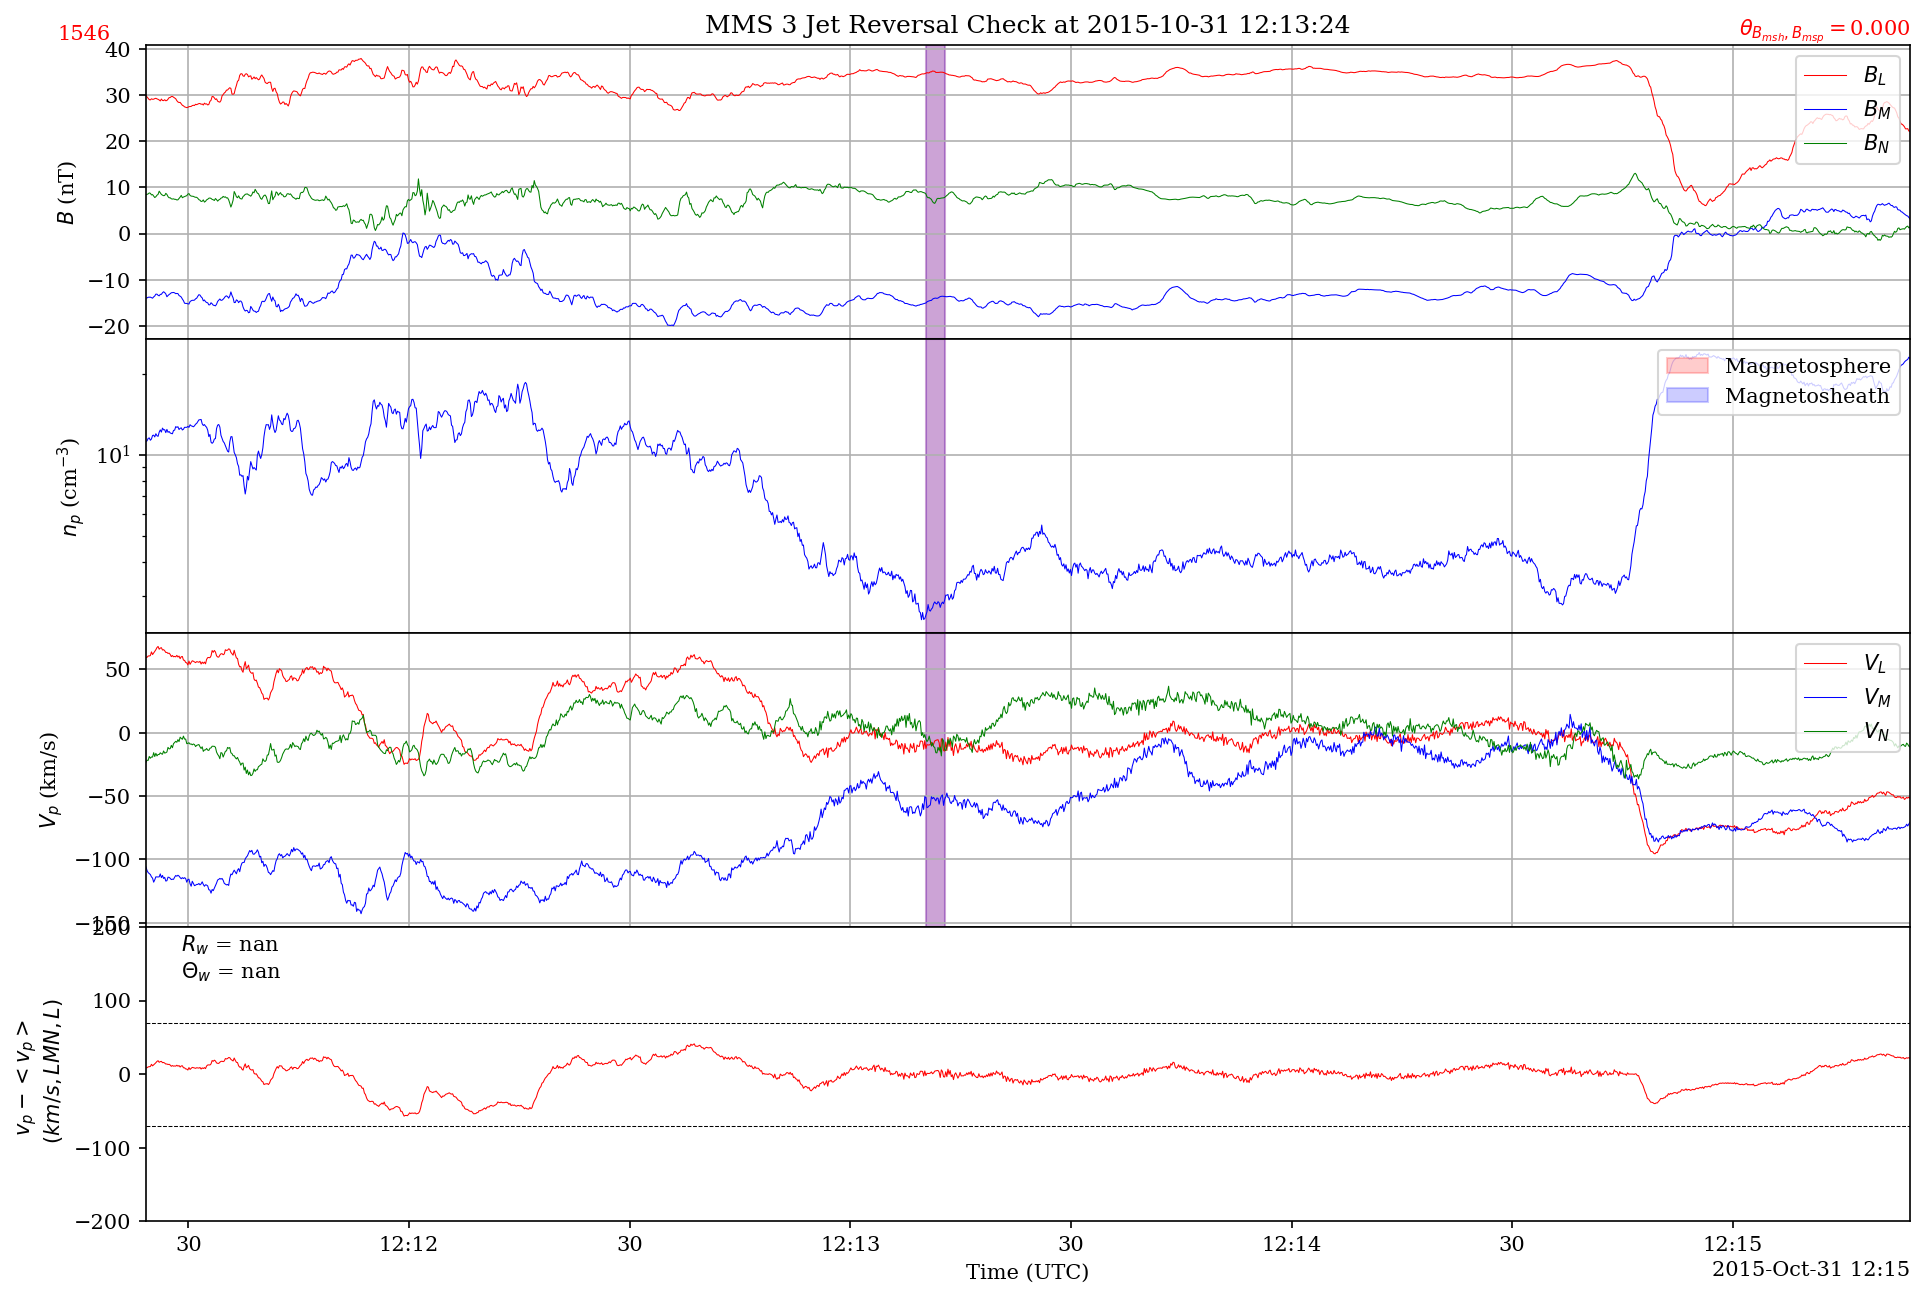 MMS 3 Jet Reversal Check at 2015-10-31 12:13:24
1546
θ_{B_{msh}, B_{msp}} = 0.000
40
30
20
10
0
−10
−20
B (nT)
B_L
B_M
B_N
10^1
n_p (cm^{−3})
Magnetosphere
Magnetosheath
50
0
−50
−100
−150
V_p (km/s)
V_L
V_M
V_N
200
100
0
−100
−200
v_p − < v_p >
(km/s, LMN, L)
R_w = nan
Θ_w = nan
30 12:12 30 12:13 30 12:14 30 12:15
Time (UTC)
2015-Oct-31 12:15